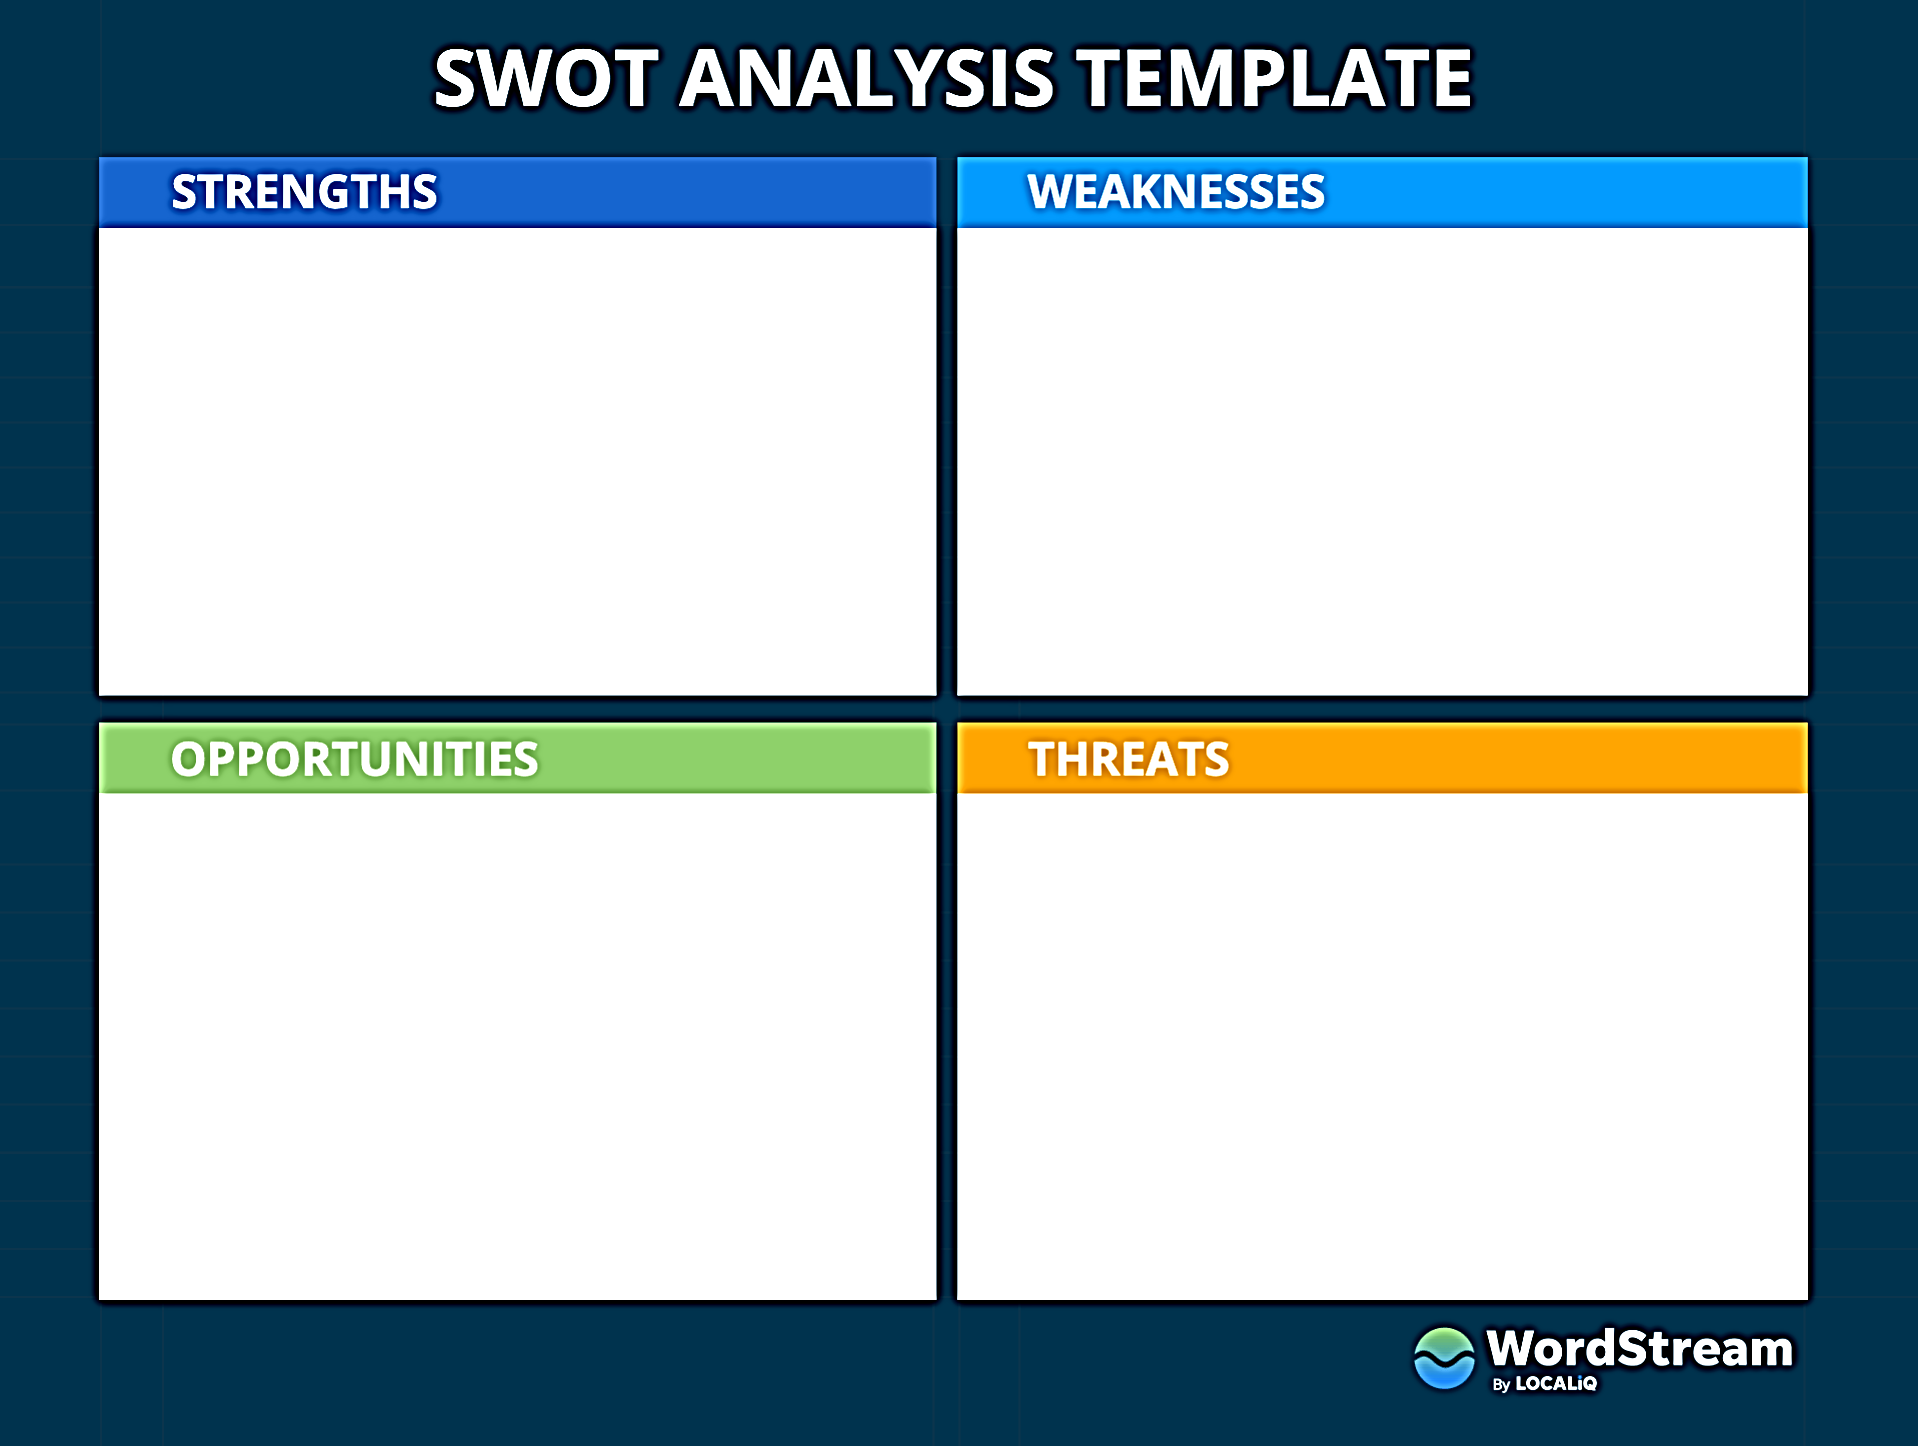 SWOT ANALYSIS TEMPLATE
STRENGTHS
WEAKNESSES
OPPORTUNITIES
THREATS
WordStream
By LOCALiQ